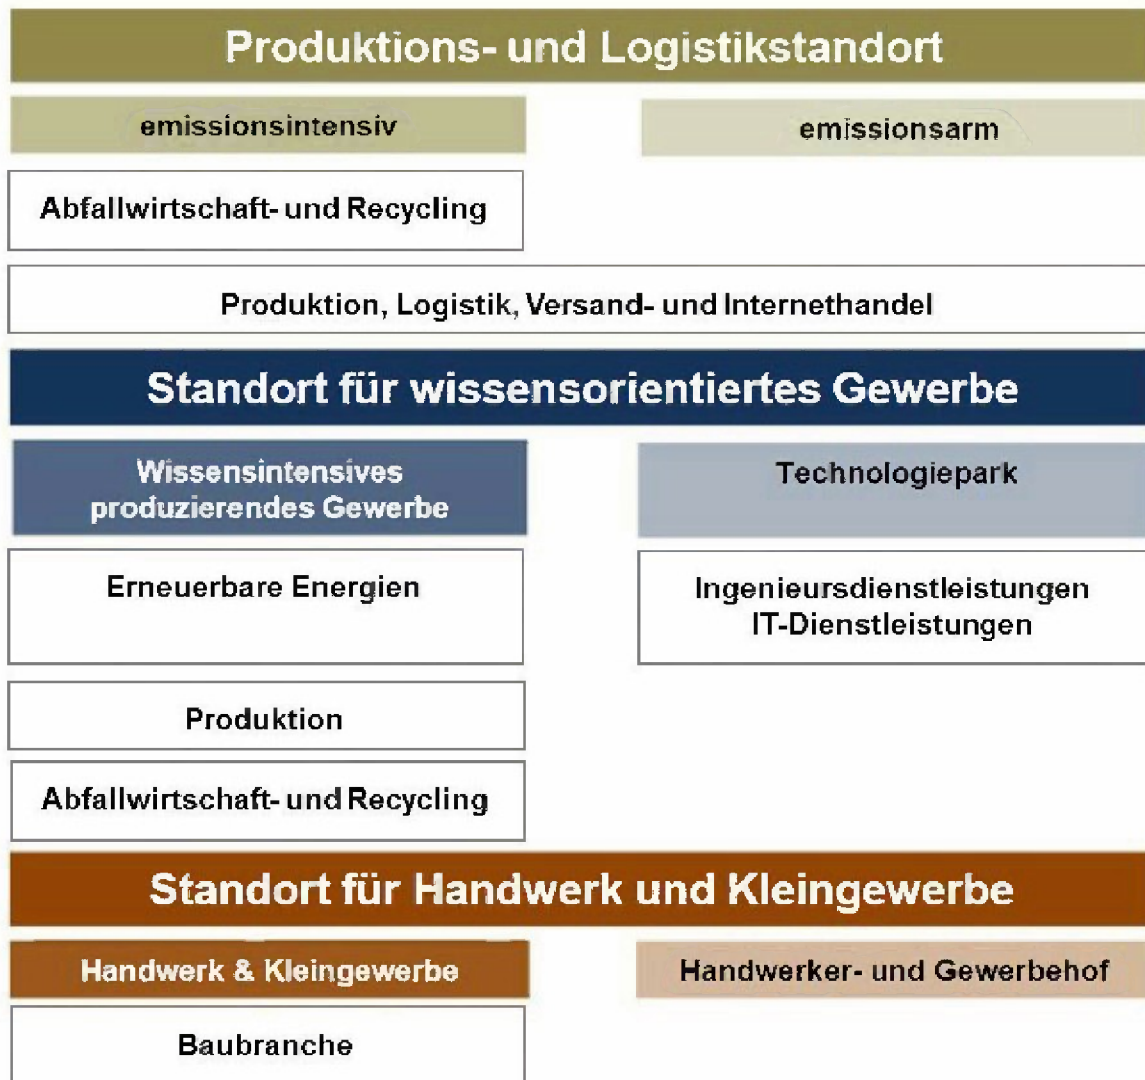 Produktions- und Logistikstandort
emissionsintensiv
emissionsarm
Abfallwirtschaft- und Recycling
Produktion, Logistik, Versand- und Internethandel
Standort für wissensorientiertes Gewerbe
Wissensintensives
produzierendes Gewerbe
Technologiepark
Erneuerbare Energien
Ingenieursdienstleistungen
IT-Dienstleistungen
Produktion
Abfallwirtschaft- und Recycling
Standort für Handwerk und Kleingewerbe
Handwerk & Kleingewerbe
Handwerker- und Gewerbehof
Baubranche